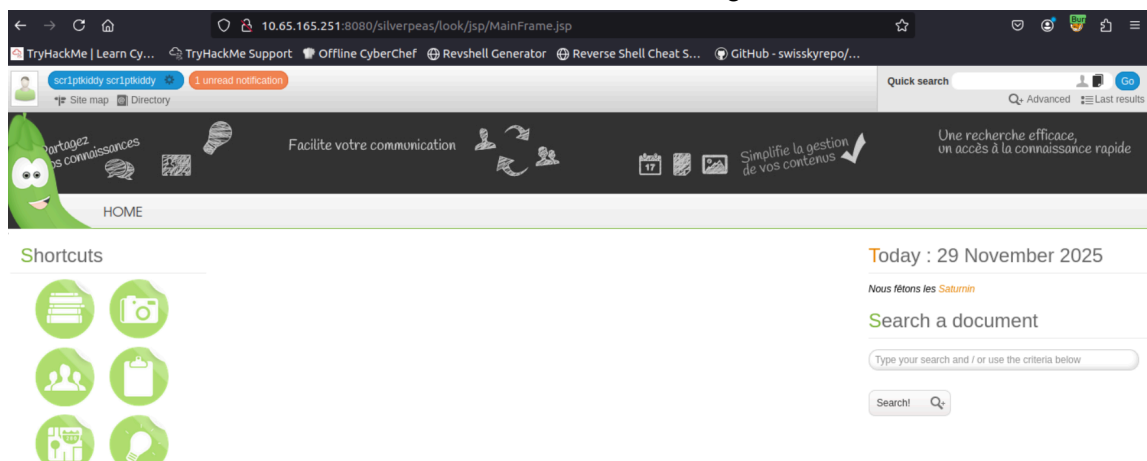 10.65.165.251:8080/silverpeas/look/jsp/MainFrame.jsp
Bur
TryHackMe | Learn Cy... TryHackMe Support Offline CyberChef Revshell Generator Reverse Shell Cheat S... GitHub - swisskyrepo/...
scr1ptkiddy scr1ptkiddy 1 unread notification
Site map Directory
Quick search Go
Advanced Last results
Partagez
vos connaissances
Facilite votre communication
17
Simplifie la gestion
de vos contenus
Une recherche efficace,
un accès à la connaissance rapide
HOME
Shortcuts
Today : 29 November 2025
Nous fêtons les Saturnin
Search a document
Type your search and / or use the criteria below
Search!